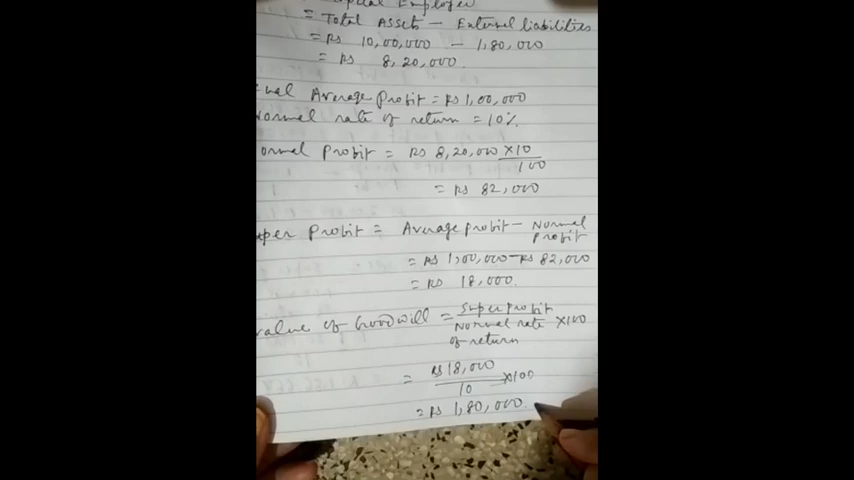 = Total Assets - External liabilities
= Rs 10,00,000 - 1,80,000
= Rs 8,20,000.
Average Profit = Rs 1,00,000
rate of return = 10%.
Profit = Rs 8,20,000 × 10
100
= Rs 82,000
Profit = Average profit - Normal Profit
= Rs 1,00,000 - Rs 82,000
= Rs 18,000.
value of Goodwill = Super profit
Normal rate of return × 100
= Rs 18,000
10 × 100
= Rs 1,80,000.